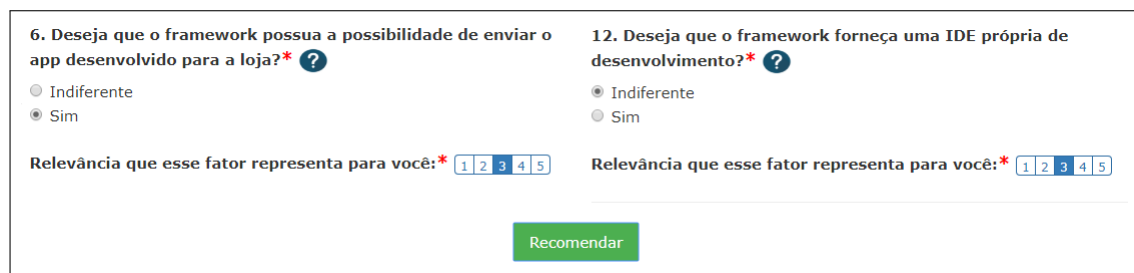 6. Deseja que o framework possua a possibilidade de enviar o
app desenvolvido para a loja?* ?
Indiferente
Sim
Relevância que esse fator representa para você:* 1 2 3 4 5
12. Deseja que o framework forneça uma IDE própria de
desenvolvimento?* ?
Indiferente
Sim
Relevância que esse fator representa para você:* 1 2 3 4 5
Recomendar